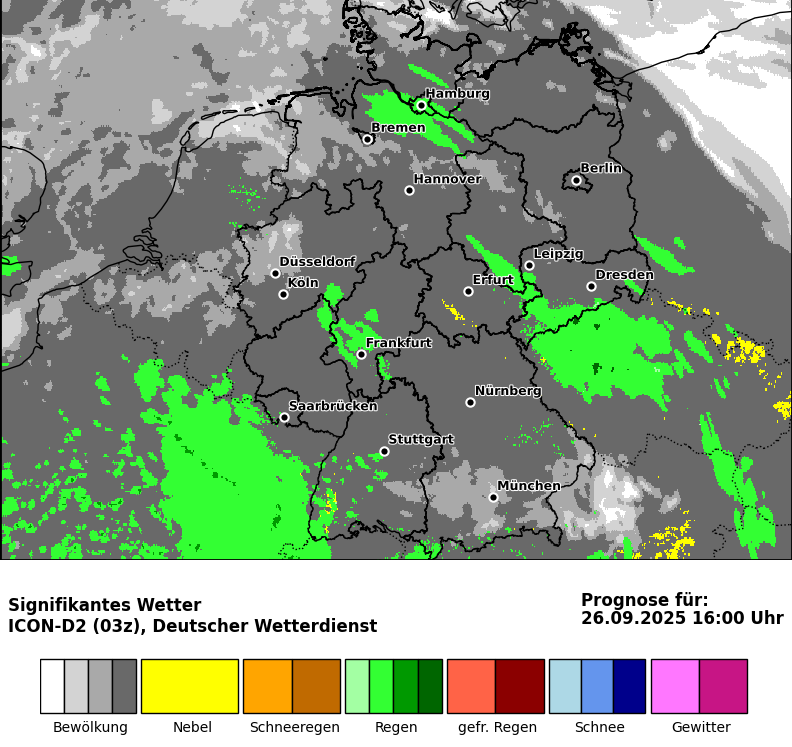 Hamburg
Bremen
Berlin
Hannover
Leipzig
Düsseldorf
Dresden
Erfurt
Köln
Frankfurt
Nürnberg
Saarbrücken
Stuttgart
München
Signifikantes Wetter
ICON-D2 (03z), Deutscher Wetterdienst
Prognose für:
26.09.2025 16:00 Uhr
Bewölkung Nebel Schneeregen Regen gefr. Regen Schnee Gewitter